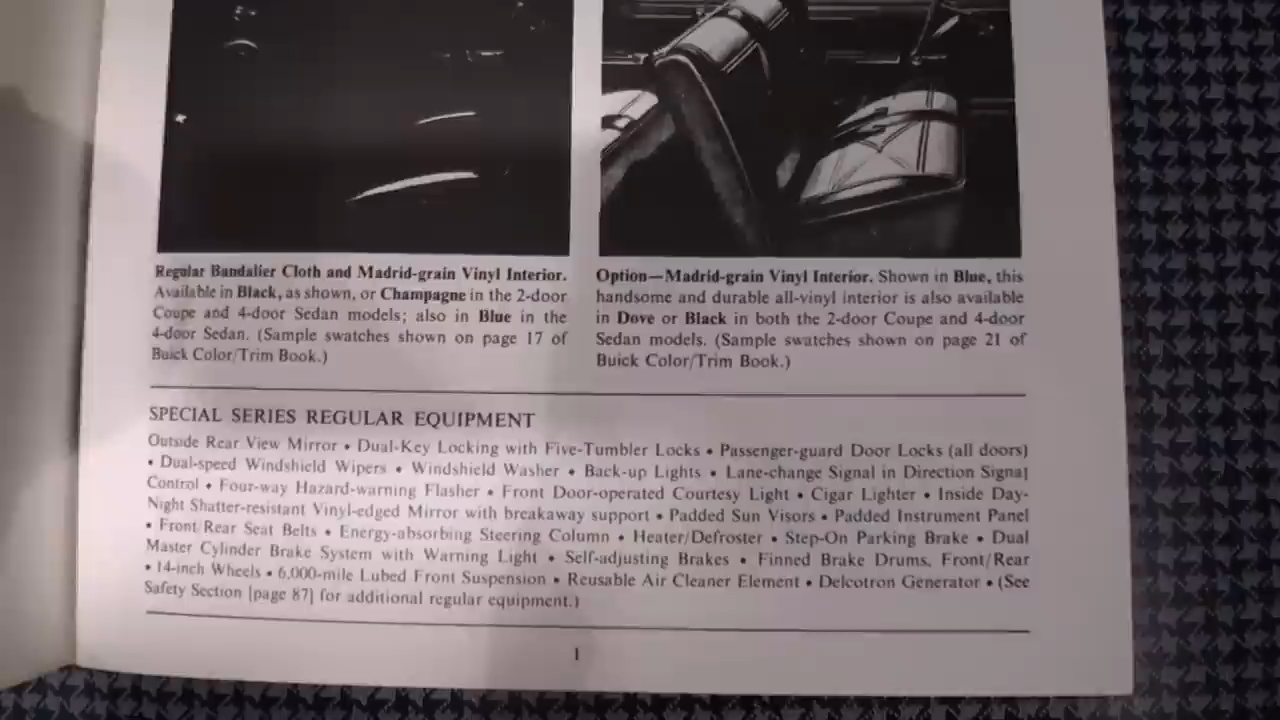 Regular Bandalier Cloth and Madrid-grain Vinyl Interior.
Available in Black, as shown, or Champagne in the 2-door
Coupe and 4-door Sedan models; also in Blue in the
4-door Sedan. (Sample swatches shown on page 17 of
Buick Color/Trim Book.)
Option—Madrid-grain Vinyl Interior. Shown in Blue, this
handsome and durable all-vinyl interior is also available
in Dove or Black in both the 2-door Coupe and 4-door
Sedan models. (Sample swatches shown on page 21 of
Buick Color/Trim Book.)
SPECIAL SERIES REGULAR EQUIPMENT
Outside Rear View Mirror • Dual-Key Locking with Five-Tumbler Locks • Passenger-guard Door Locks (all doors)
• Dual-speed Windshield Wipers • Windshield Washer • Back-up Lights • Lane-change Signal in Direction Signal
Control • Four-way Hazard-warning Flasher • Front Door-operated Courtesy Light • Cigar Lighter • Inside Day-
Night Shatter-resistant Vinyl-edged Mirror with breakaway support • Padded Sun Visors • Padded Instrument Panel
• Front/Rear Seat Belts • Energy-absorbing Steering Column • Heater/Defroster • Step-On Parking Brake • Dual
Master Cylinder Brake System with Warning Light • Self-adjusting Brakes • Finned Brake Drums, Front/Rear
• 14-inch Wheels • 6,000-mile Lubed Front Suspension • Reusable Air Cleaner Element • Delcotron Generator • (See
Safety Section [page 87] for additional regular equipment.)
1